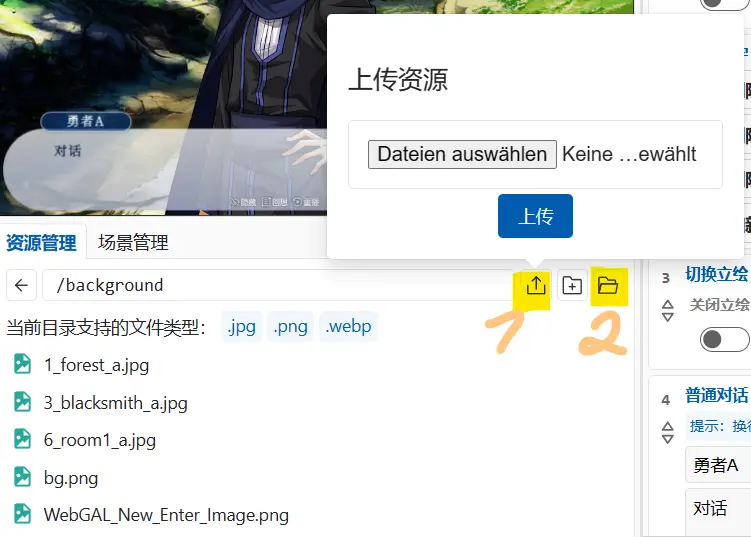 上传资源
Dateien auswählen Keine …ewählt
上传
勇者A
对话
隐藏 回想 重播
资源管理 场景管理
/background
1 2
当前目录支持的文件类型： .jpg .png .webp
1_forest_a.jpg
3_blacksmith_a.jpg
6_room1_a.jpg
bg.png
WebGAL_New_Enter_Image.png
3 切换立绘
关闭立绘
4 普通对话
提示：换行
勇者A
对话